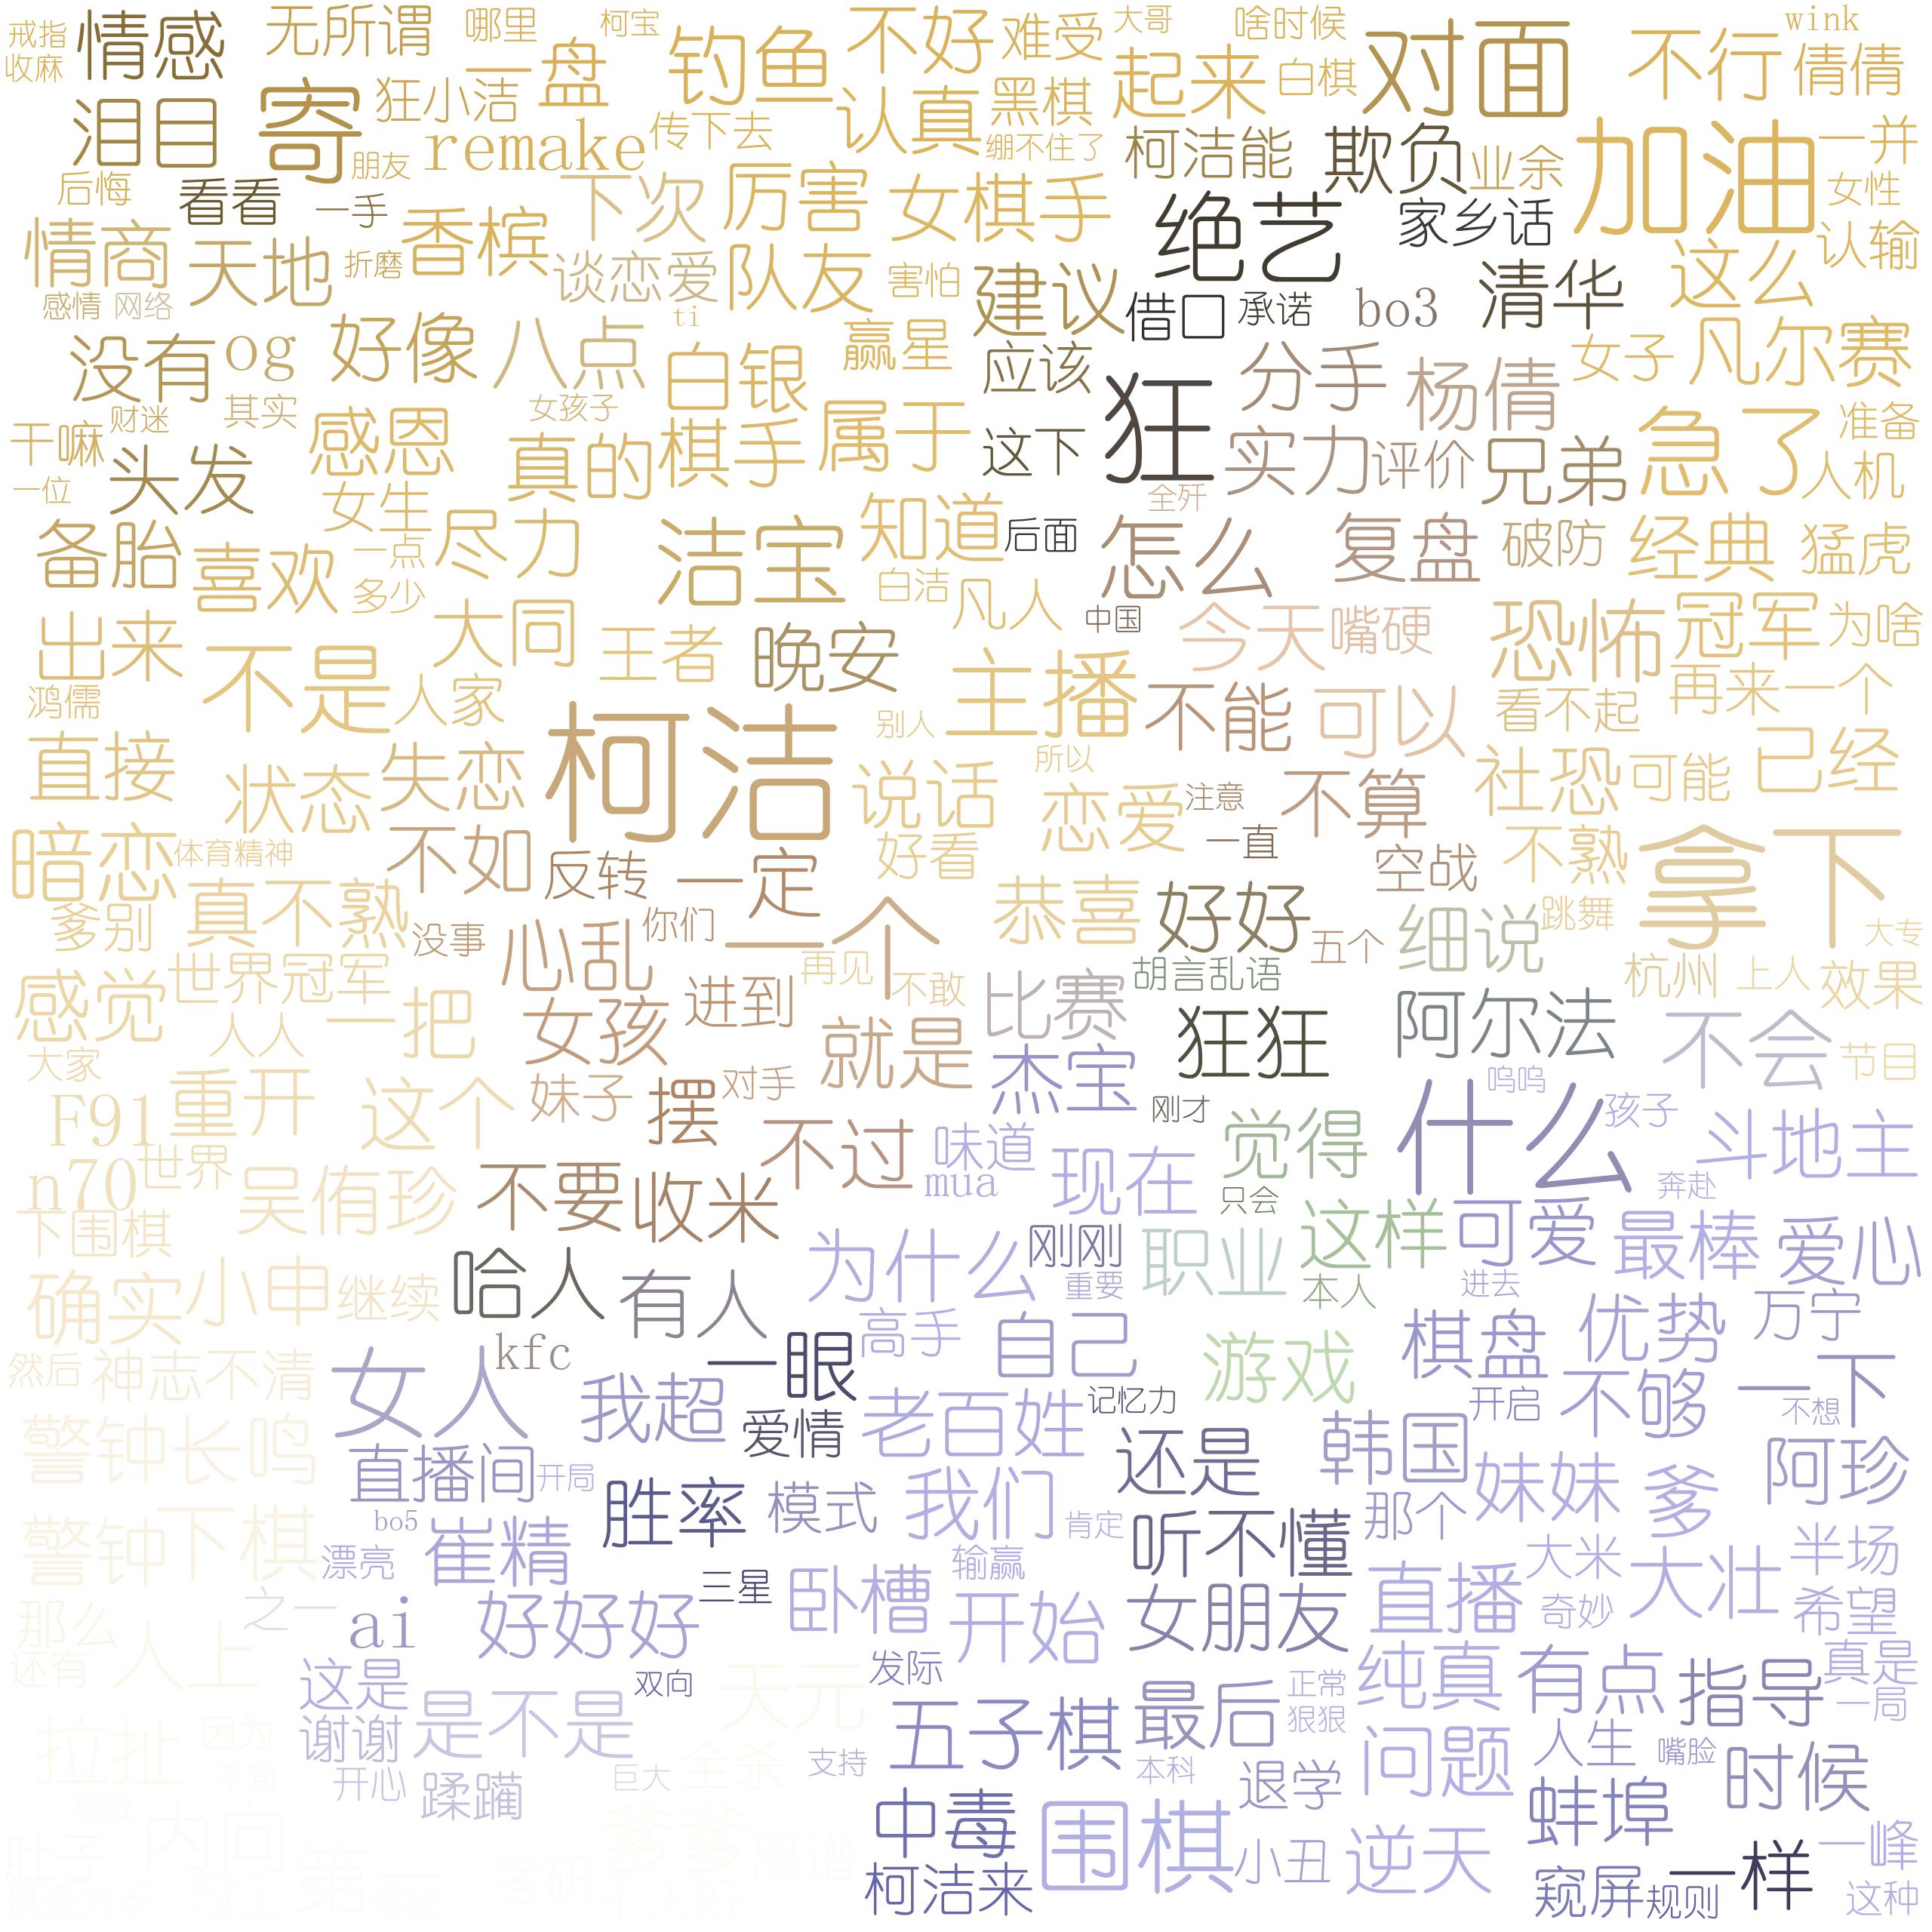 戒指
收麻
情感
无所谓
哪里
柯宝
钓鱼
不好
难受
大哥
啥时候
对面
wink
不行
倩倩
寄
狂小洁
一盘
认真
黑棋
起来
白棋
泪目
朋友
remake
传下去
绷不住了
柯洁能
欺负
业余
加油
一并
女性
后悔
看看
一手
下次
厉害
女棋手
绝艺
家乡话
认输
情商
天地
折磨
香槟
谈恋爱
队友
害怕
建议
借口
承诺
bo3
清华
这么
感情
网络
ti
没有
og
好像
八点
白银
赢星
应该
狂
分手
杨倩
女子
凡尔赛
财迷
其实
女孩子
干嘛
一位
头发
感恩
真的
棋手
属于
这下
实力
评价
兄弟
急了
准备
人机
女生
一点
尽力
洁宝
知道
后面
全歼
怎么
复盘
破防
经典
猛虎
备胎
喜欢
多少
白洁
凡人
中国
出来
不是
大同
王者
晚安
主播
今天
嘴硬
恐怖
冠军
为啥
鸿儒
人家
柯洁
别人
不能
可以
看不起
再来一个
直接
状态
失恋
说话
所以
恋爱
注意
不算
社恐
可能
已经
暗恋
体育精神
不如
反转
一定
好看
一直
空战
不熟
拿下
爹别
真不熟
没事
心乱
你们
一个
恭喜
好好
五个
细说
跳舞
大专
感觉
世界冠军
人人
一把
女孩
进到
再见
不敢
比赛
胡言乱语
杭州
上人
效果
大家
就是
狂狂
阿尔法
不会
节目
F91
重开
这个
妹子
摆
对手
杰宝
刚才
什么
呜呜
孩子
n70
世界
吴侑珍
不要
收米
不过
味道
mua
现在
觉得
斗地主
下围棋
只会
奔赴
确实
小申
继续
哈人
有人
为什么
刚刚
重要
职业
这样
本人
可爱
进去
最棒
爱心
然后
神志不清
kfc
一眼
高手
自己
游戏
棋盘
优势
万宁
女人
我超
爱情
老百姓
记忆力
开启
不够
一下
不想
警钟长鸣
直播间
开局
胜率
模式
我们
肯定
还是
韩国
那个
妹妹
爹
阿珍
警钟
下棋
bo5
漂亮
崔精
三星
卧槽
输赢
听不懂
大米
半场
那么
还有
人上
之一
ai
好好好
开始
女朋友
直播
奇妙
大壮
希望
这是
双向
天元
发际
正常
狠狠
纯真
有点
指导
真是
一局
拉扯
因为
谢谢
是不是
五子棋
最后
问题
人生
嘴脸
时候
开心
蹂躏
巨大
全杀
支持
本科
退学
内向
中毒
围棋
小丑
逆天
蚌埠
一峰
柯洁来
窥屏
规则
一样
这种